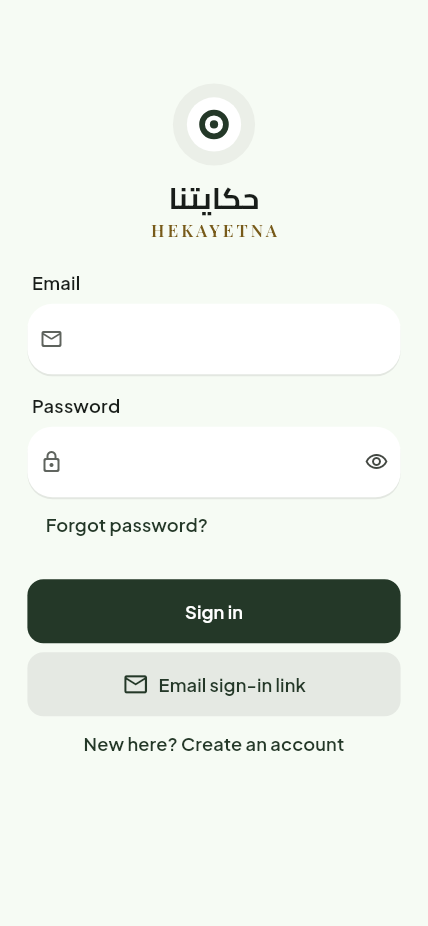 حكايتنا
HEKAYETNA
Email
Password
Forgot password?
Sign in
Email sign-in link
New here? Create an account